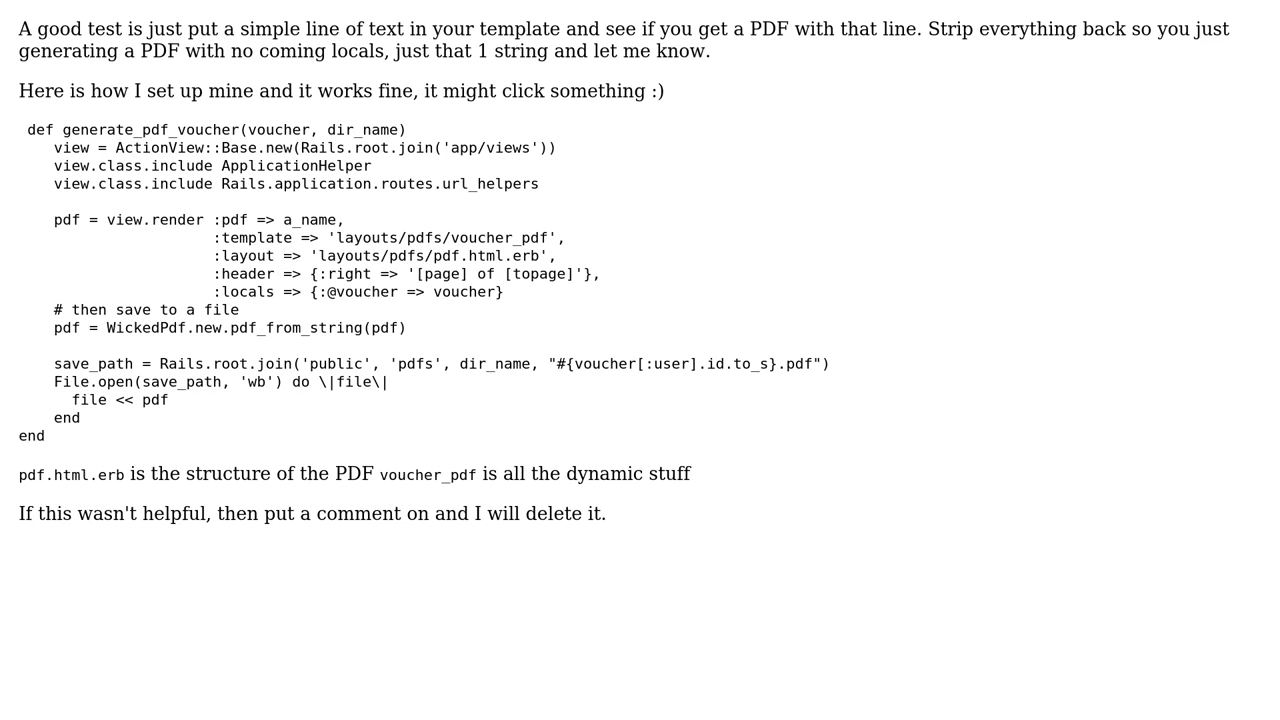 A good test is just put a simple line of text in your template and see if you get a PDF with that line. Strip everything back so you just
generating a PDF with no coming locals, just that 1 string and let me know.
Here is how I set up mine and it works fine, it might click something :)
 def generate_pdf_voucher(voucher, dir_name)
    view = ActionView::Base.new(Rails.root.join('app/views'))
    view.class.include ApplicationHelper
    view.class.include Rails.application.routes.url_helpers

    pdf = view.render :pdf => a_name,
                      :template => 'layouts/pdfs/voucher_pdf',
                      :layout => 'layouts/pdfs/pdf.html.erb',
                      :header => {:right => '[page] of [topage]'},
                      :locals => {:@voucher => voucher}
    # then save to a file
    pdf = WickedPdf.new.pdf_from_string(pdf)

    save_path = Rails.root.join('public', 'pdfs', dir_name, "#{voucher[:user].id.to_s}.pdf")
    File.open(save_path, 'wb') do \|file\|
      file << pdf
    end
end
pdf.html.erb is the structure of the PDF voucher_pdf is all the dynamic stuff
If this wasn't helpful, then put a comment on and I will delete it.